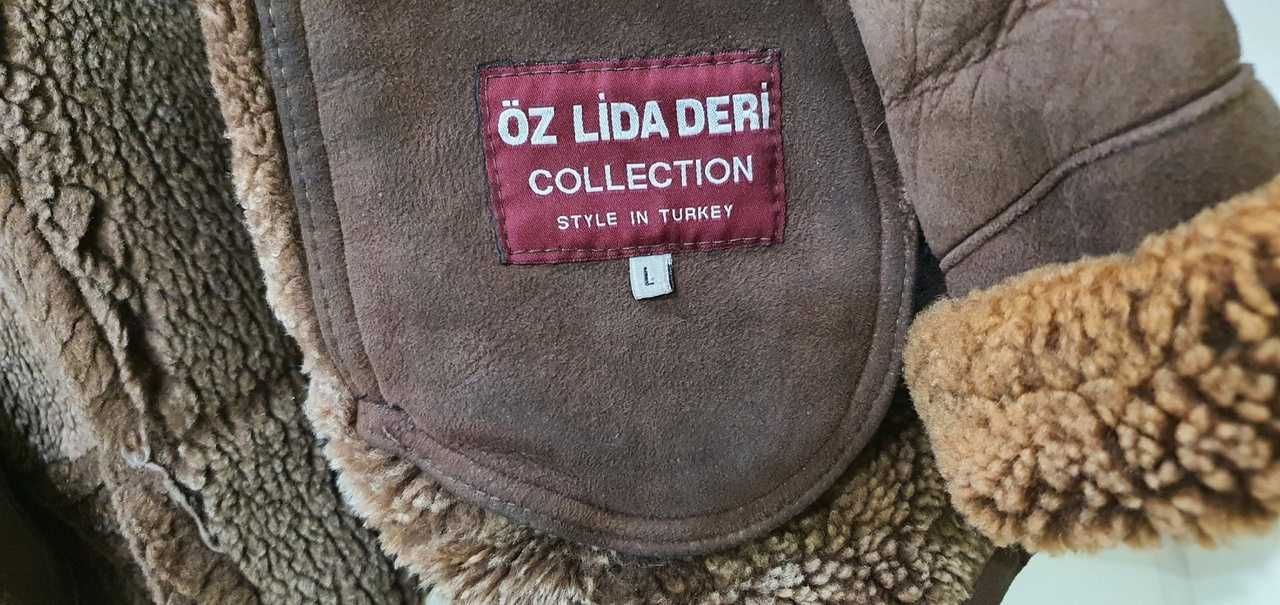 ÖZ LİDA DERİ
COLLECTION
STYLE IN TURKEY
L